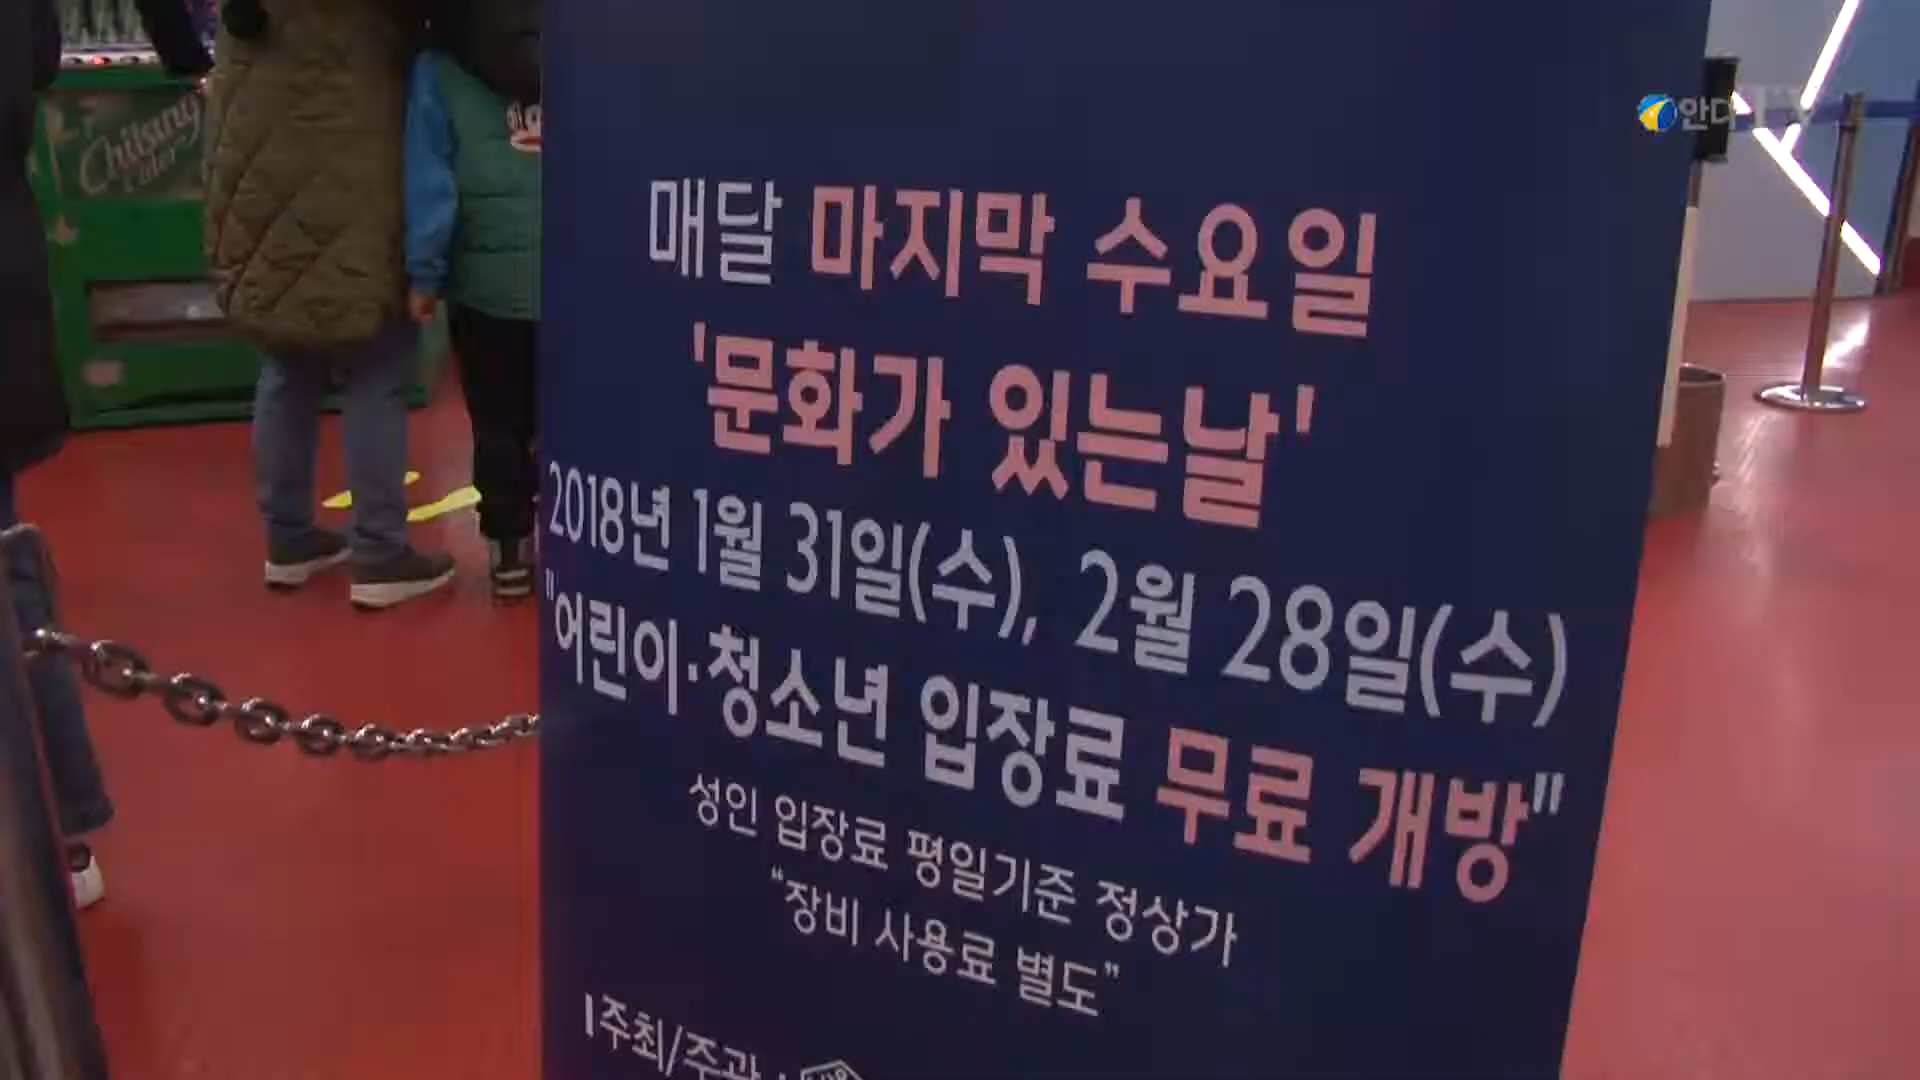 Chilsung
Cider
매달 마지막 수요일
'문화가 있는날'
2018년 1월 31일(수), 2월 28일(수)
"어린이·청소년 입장료 무료 개방"
성인 입장료 평일기준 정상가
"장비 사용료 별도"
주최/주관 :